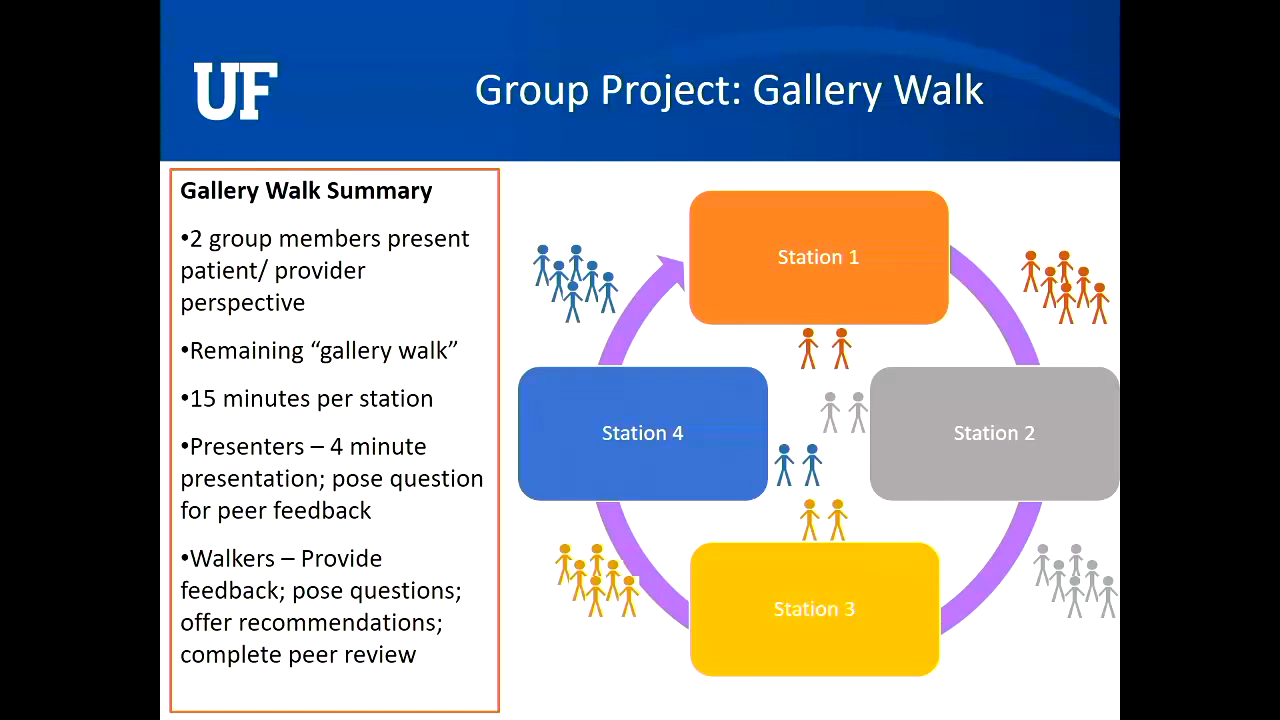 UF
Group Project: Gallery Walk
Gallery Walk Summary
•2 group members present
patient/ provider
perspective
•Remaining “gallery walk”
•15 minutes per station
•Presenters – 4 minute
presentation; pose question
for peer feedback
•Walkers – Provide
feedback; pose questions;
offer recommendations;
complete peer review
Station 1
Station 4
Station 2
Station 3